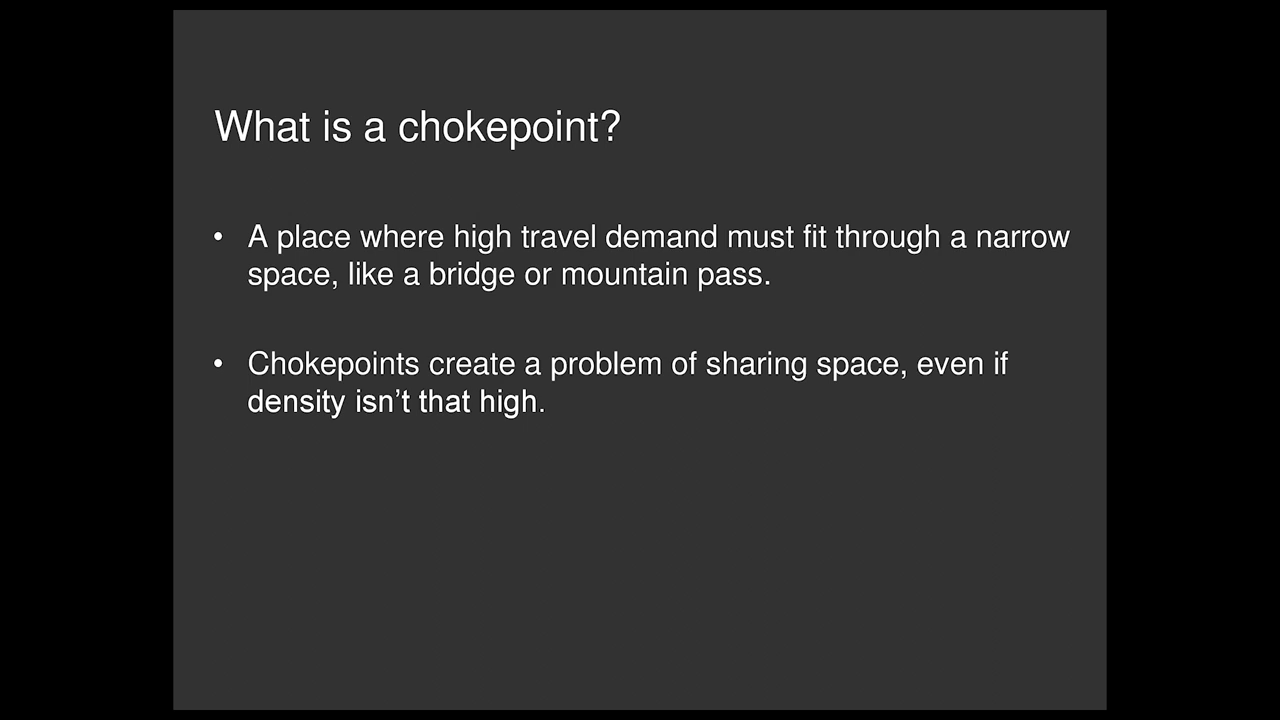 What is a chokepoint?
• A place where high travel demand must fit through a narrow
space, like a bridge or mountain pass.
• Chokepoints create a problem of sharing space, even if
density isn’t that high.